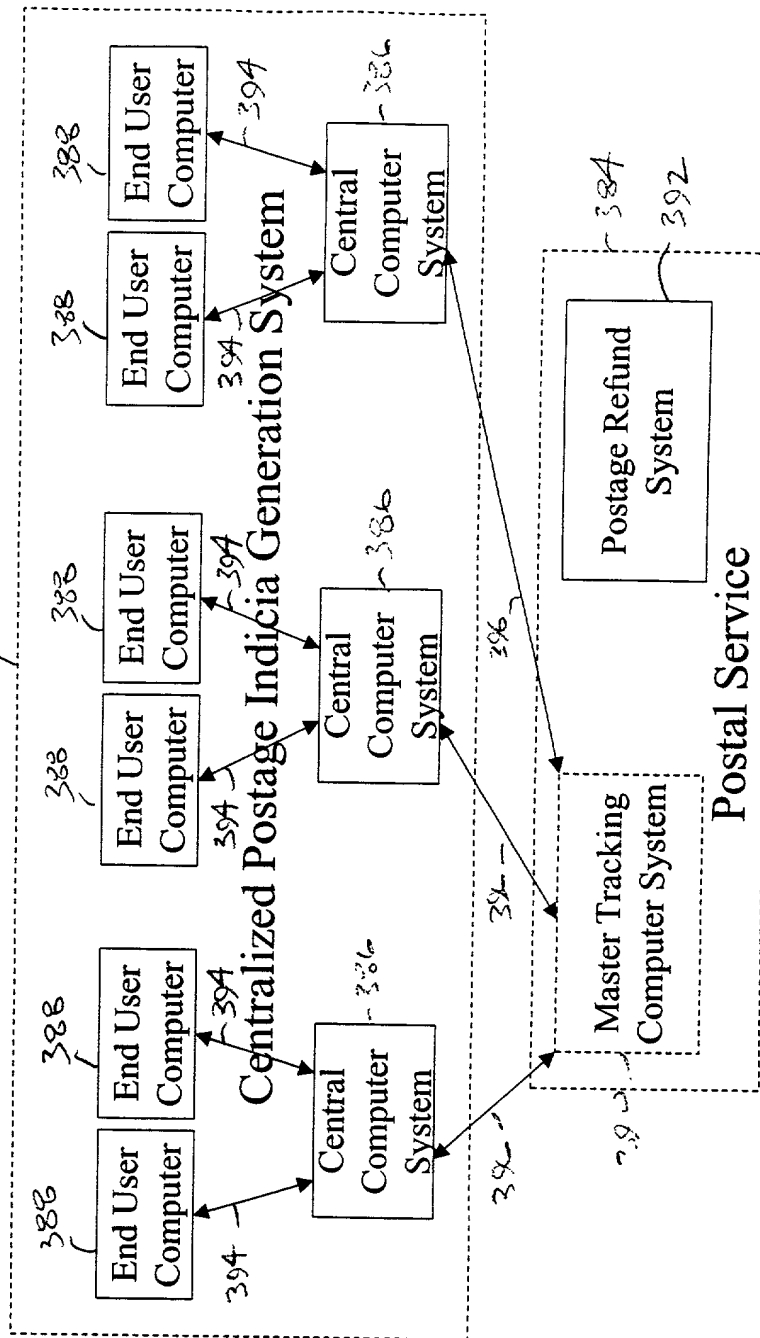 388
388
388
388
388
388
End User
Computer
End User
Computer
End User
Computer
End User
Computer
End User
Computer
End User
Computer
394
394
394
394
394
394
Centralized Postage Indicia Generation System
Central
Computer
System
386
Central
Computer
System
386
Central
Computer
System
386
396
384
Master Tracking
Computer System
Postage Refund
System
392
Postal Service